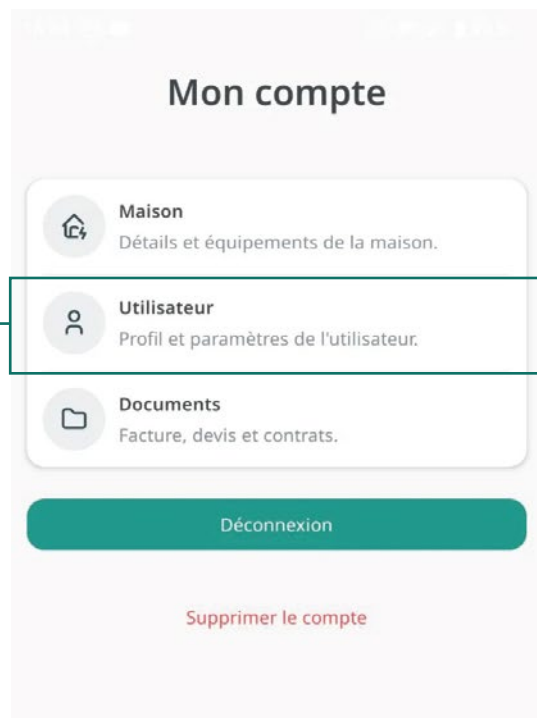 Mon compte
Maison
Détails et équipements de la maison.
Utilisateur
Profil et paramètres de l'utilisateur.
Documents
Facture, devis et contrats.
Déconnexion
Supprimer le compte